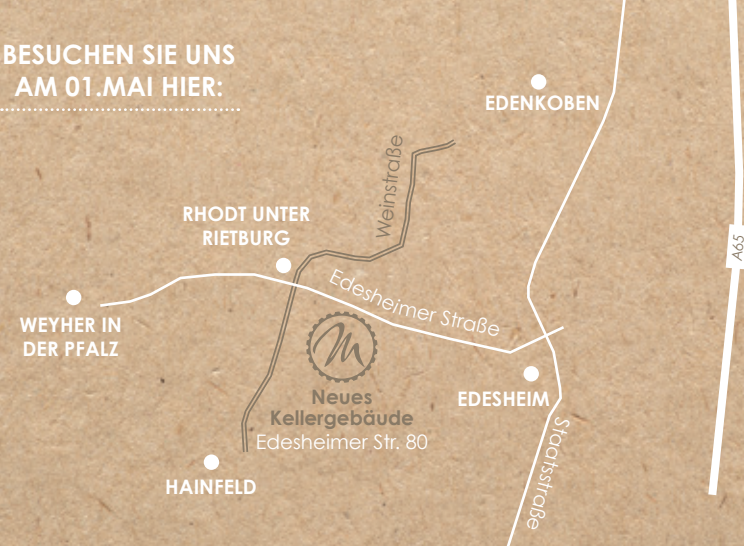 BESUCHEN SIE UNS
AM 01.MAI HIER:
EDENKOBEN
Weinstraße
RHODT UNTER
RIETBURG
A65
Edesheimer Straße
WEYHER IN
DER PFALZ
M
Neues
Kellergebäude
Edesheimer Str. 80
EDESHEIM
Staatsstraße
HAINFELD